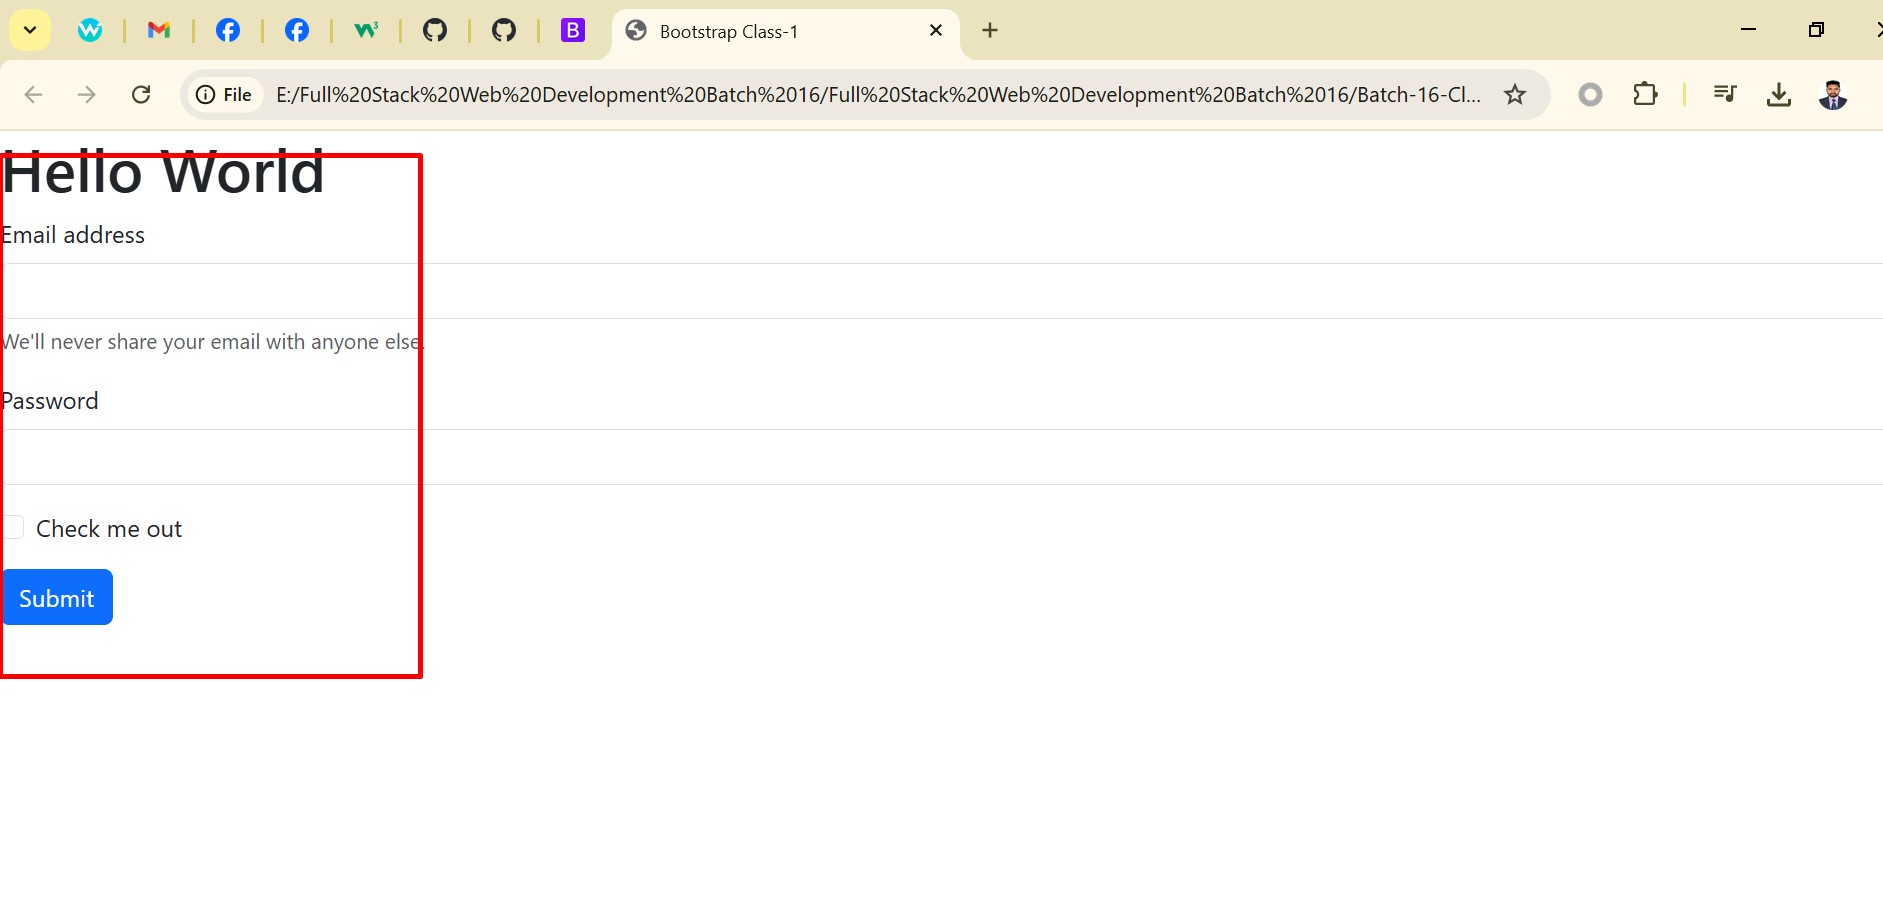 Bootstrap Class-1
File
E:/Full%20Stack%20Web%20Development%20Batch%2016/Full%20Stack%20Web%20Development%20Batch%2016/Batch-16-Cl...
Hello World
Email address
We'll never share your email with anyone else.
Password
Check me out
Submit